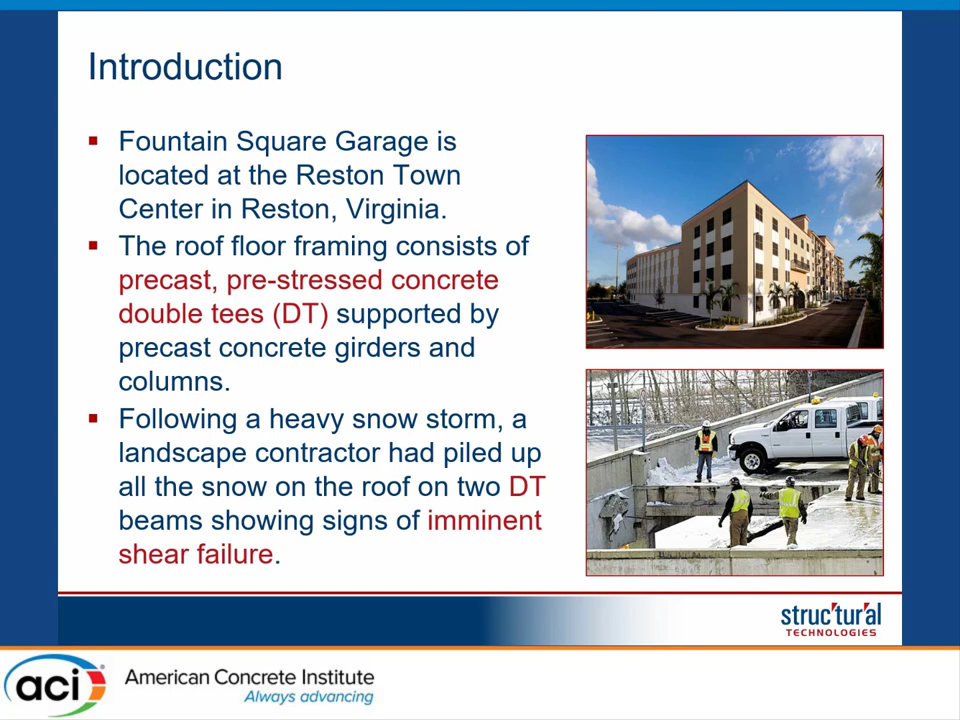 Introduction
Fountain Square Garage is
located at the Reston Town
Center in Reston, Virginia.
The roof floor framing consists of
precast, pre-stressed concrete
double tees (DT) supported by
precast concrete girders and
columns.
Following a heavy snow storm, a
landscape contractor had piled up
all the snow on the roof on two DT
beams showing signs of imminent
shear failure.
structural
TECHNOLOGIES
aci
American Concrete Institute
Always advancing